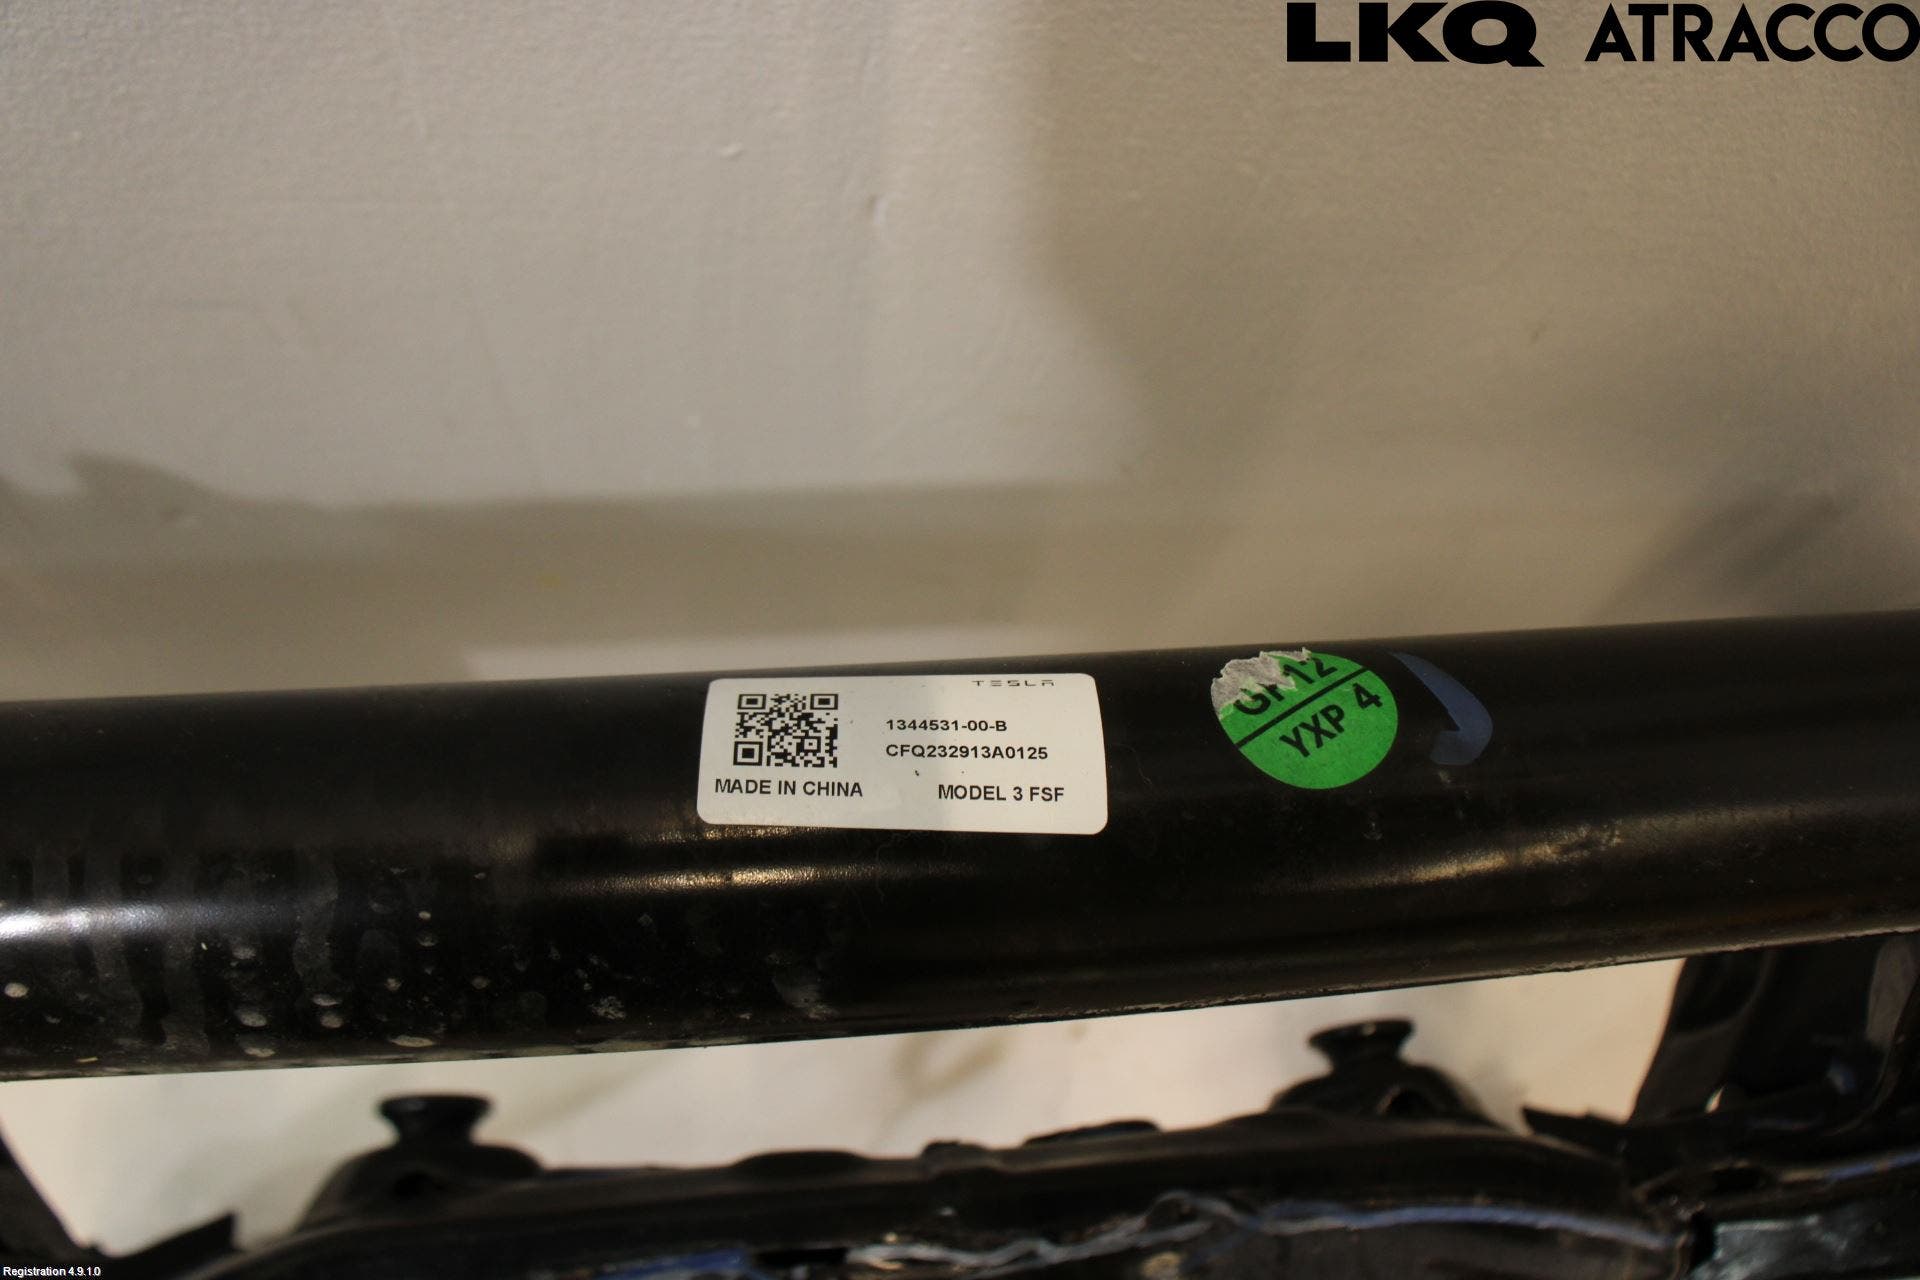 LKQ ATRACCO
TESLA
1344531-00-B
CFQ232913A0125
MADE IN CHINA
MODEL 3 FSF
YXP 4
Registration 4.9.1.0